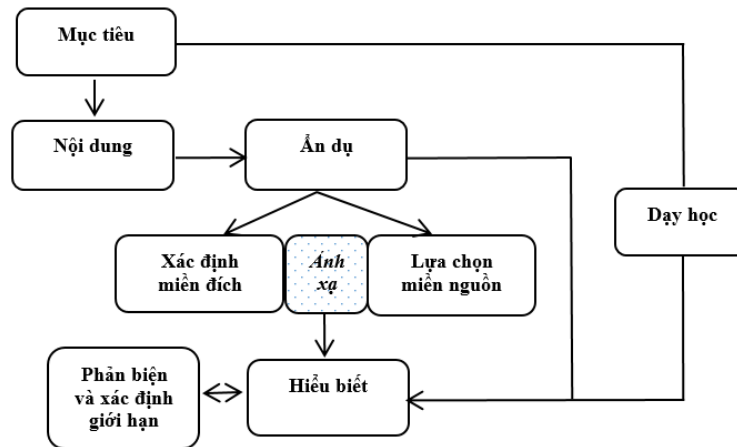 Mục tiêu
Nội dung
Ẩn dụ
Dạy học
Xác định
miền đích
Ánh
xạ
Lựa chọn
miền nguồn
Phản biện
và xác định
giới hạn
Hiểu biết